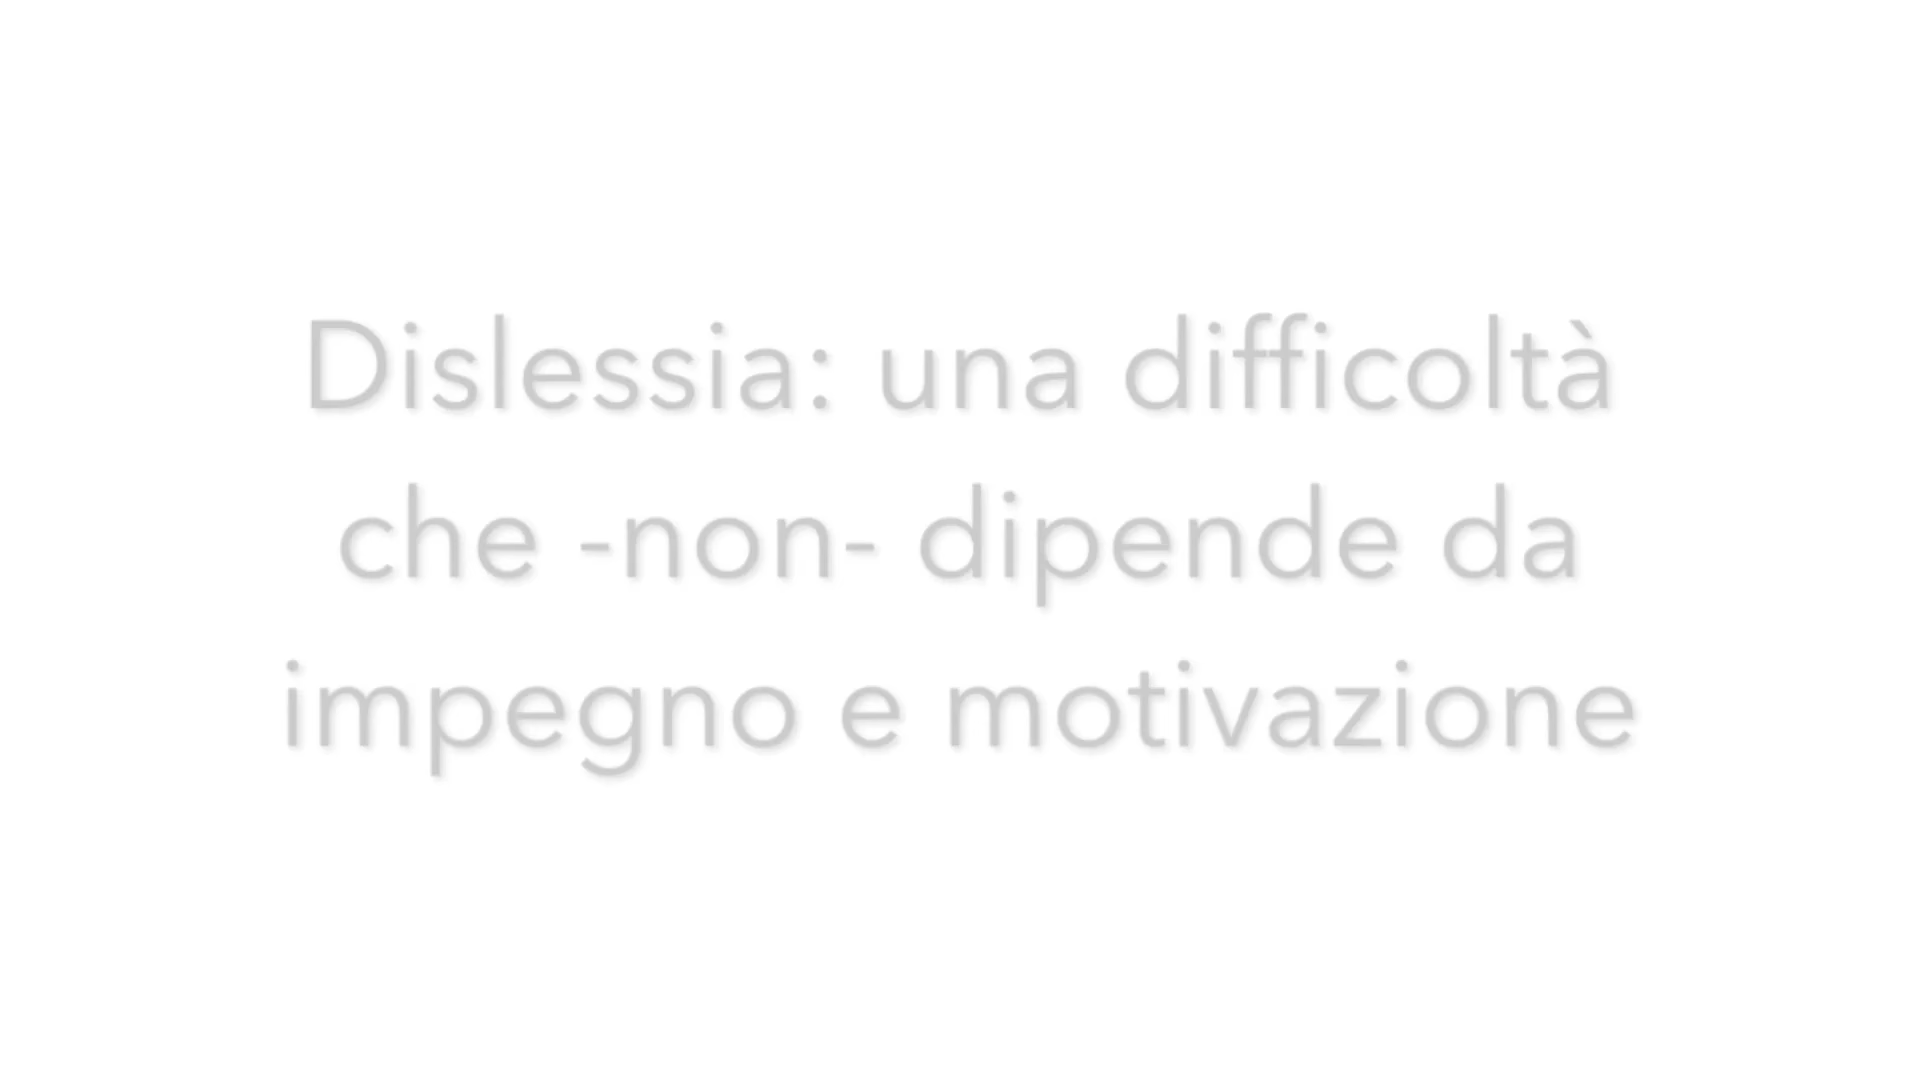 Dislessia: una difficoltà
che -non- dipende da
impegno e motivazione